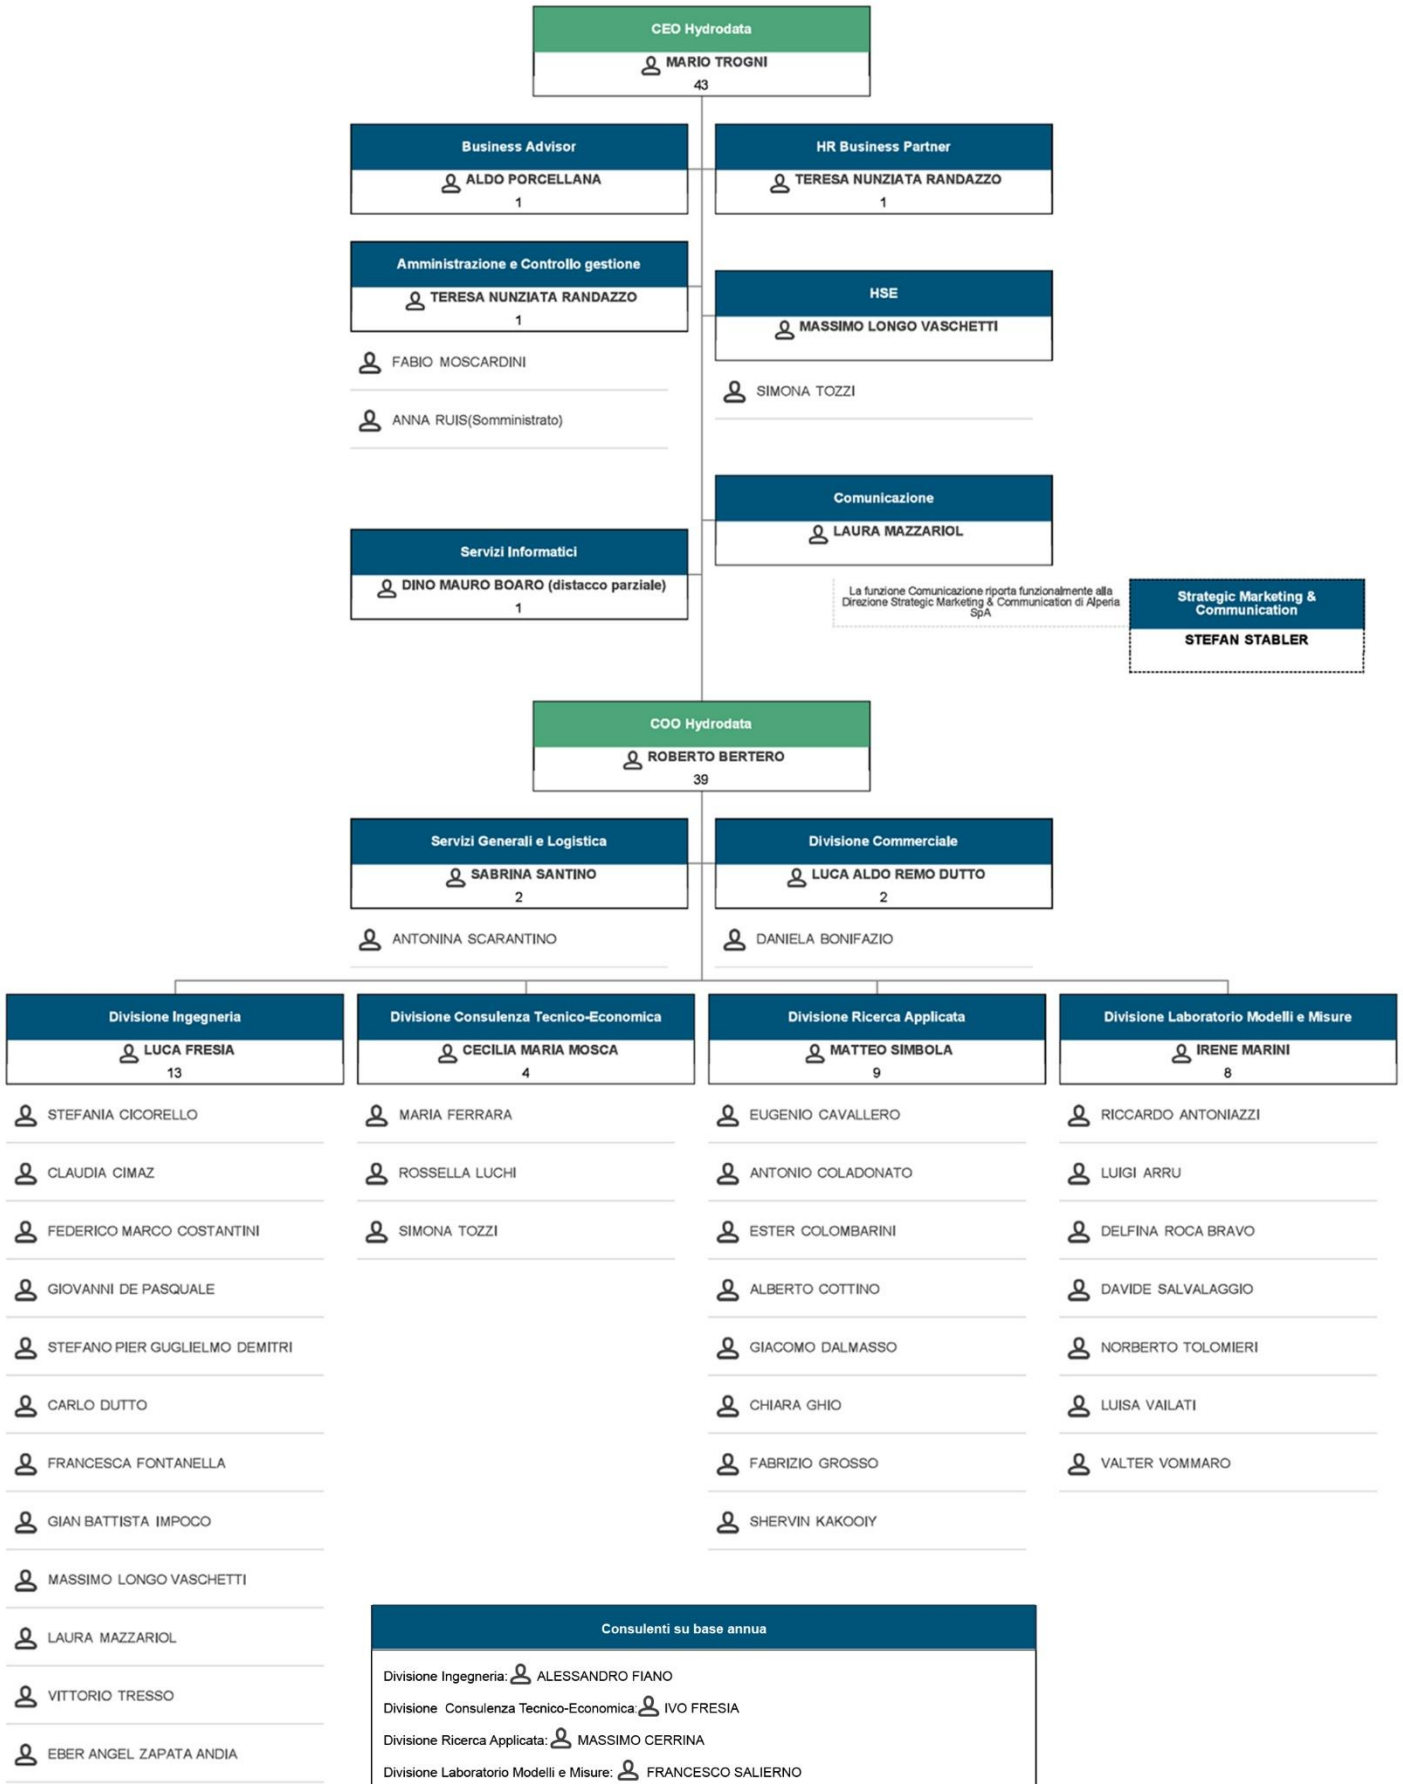 CEO Hydrodata
MARIO TROGNI
43
Business Advisor
ALDO PORCELLANA
1
HR Business Partner
TERESA NUNZIATA RANDAZZO
1
Amministrazione e Controllo gestione
TERESA NUNZIATA RANDAZZO
1
FABIO MOSCARDINI
ANNA RUIS(Somministrato)
HSE
MASSIMO LONGO VASCHETTI
SIMONA TOZZI
Comunicazione
LAURA MAZZARIOL
Servizi Informatici
DINO MAURO BOARO (distacco parziale)
1
La funzione Comunicazione riporta funzionalmente alla
Direzione Strategic Marketing & Communication di Alperia
SpA
Strategic Marketing &
Communication
STEFAN STABLER
COO Hydrodata
ROBERTO BERTERO
39
Servizi Generali e Logistica
SABRINA SANTINO
2
ANTONINA SCARANTINO
Divisione Commerciale
LUCA ALDO REMO DUTTO
2
DANIELA BONIFAZIO
Divisione Ingegneria
LUCA FRESIA
13
STEFANIA CICORELLO
CLAUDIA CIMAZ
FEDERICO MARCO COSTANTINI
GIOVANNI DE PASQUALE
STEFANO PIER GUGLIELMO DEMITRI
CARLO DUTTO
FRANCESCA FONTANELLA
GIAN BATTISTA IMPOCO
MASSIMO LONGO VASCHETTI
LAURA MAZZARIOL
VITTORIO TRESSO
EBER ANGEL ZAPATA ANDIA
Divisione Consulenza Tecnico-Economica
CECILIA MARIA MOSCA
4
MARIA FERRARA
ROSSELLA LUCHI
SIMONA TOZZI
Divisione Ricerca Applicata
MATTEO SIMBOLA
9
EUGENIO CAVALLERO
ANTONIO COLADONATO
ESTER COLOMBARINI
ALBERTO COTTINO
GIACOMO DALMASSO
CHIARA GHIO
FABRIZIO GROSSO
SHERVIN KAKOOIY
Divisione Laboratorio Modelli e Misure
IRENE MARINI
8
RICCARDO ANTONIAZZI
LUIGI ARRU
DELFINA ROCA BRAVO
DAVIDE SALVALAGGIO
NORBERTO TOLOMIERI
LUISA VAILATI
VALTER VOMMARO
Consulenti su base annua
Divisione Ingegneria: ALESSANDRO FIANO
Divisione Consulenza Tecnico-Economica: IVO FRESIA
Divisione Ricerca Applicata: MASSIMO CERRINA
Divisione Laboratorio Modelli e Misure: FRANCESCO SALIERNO